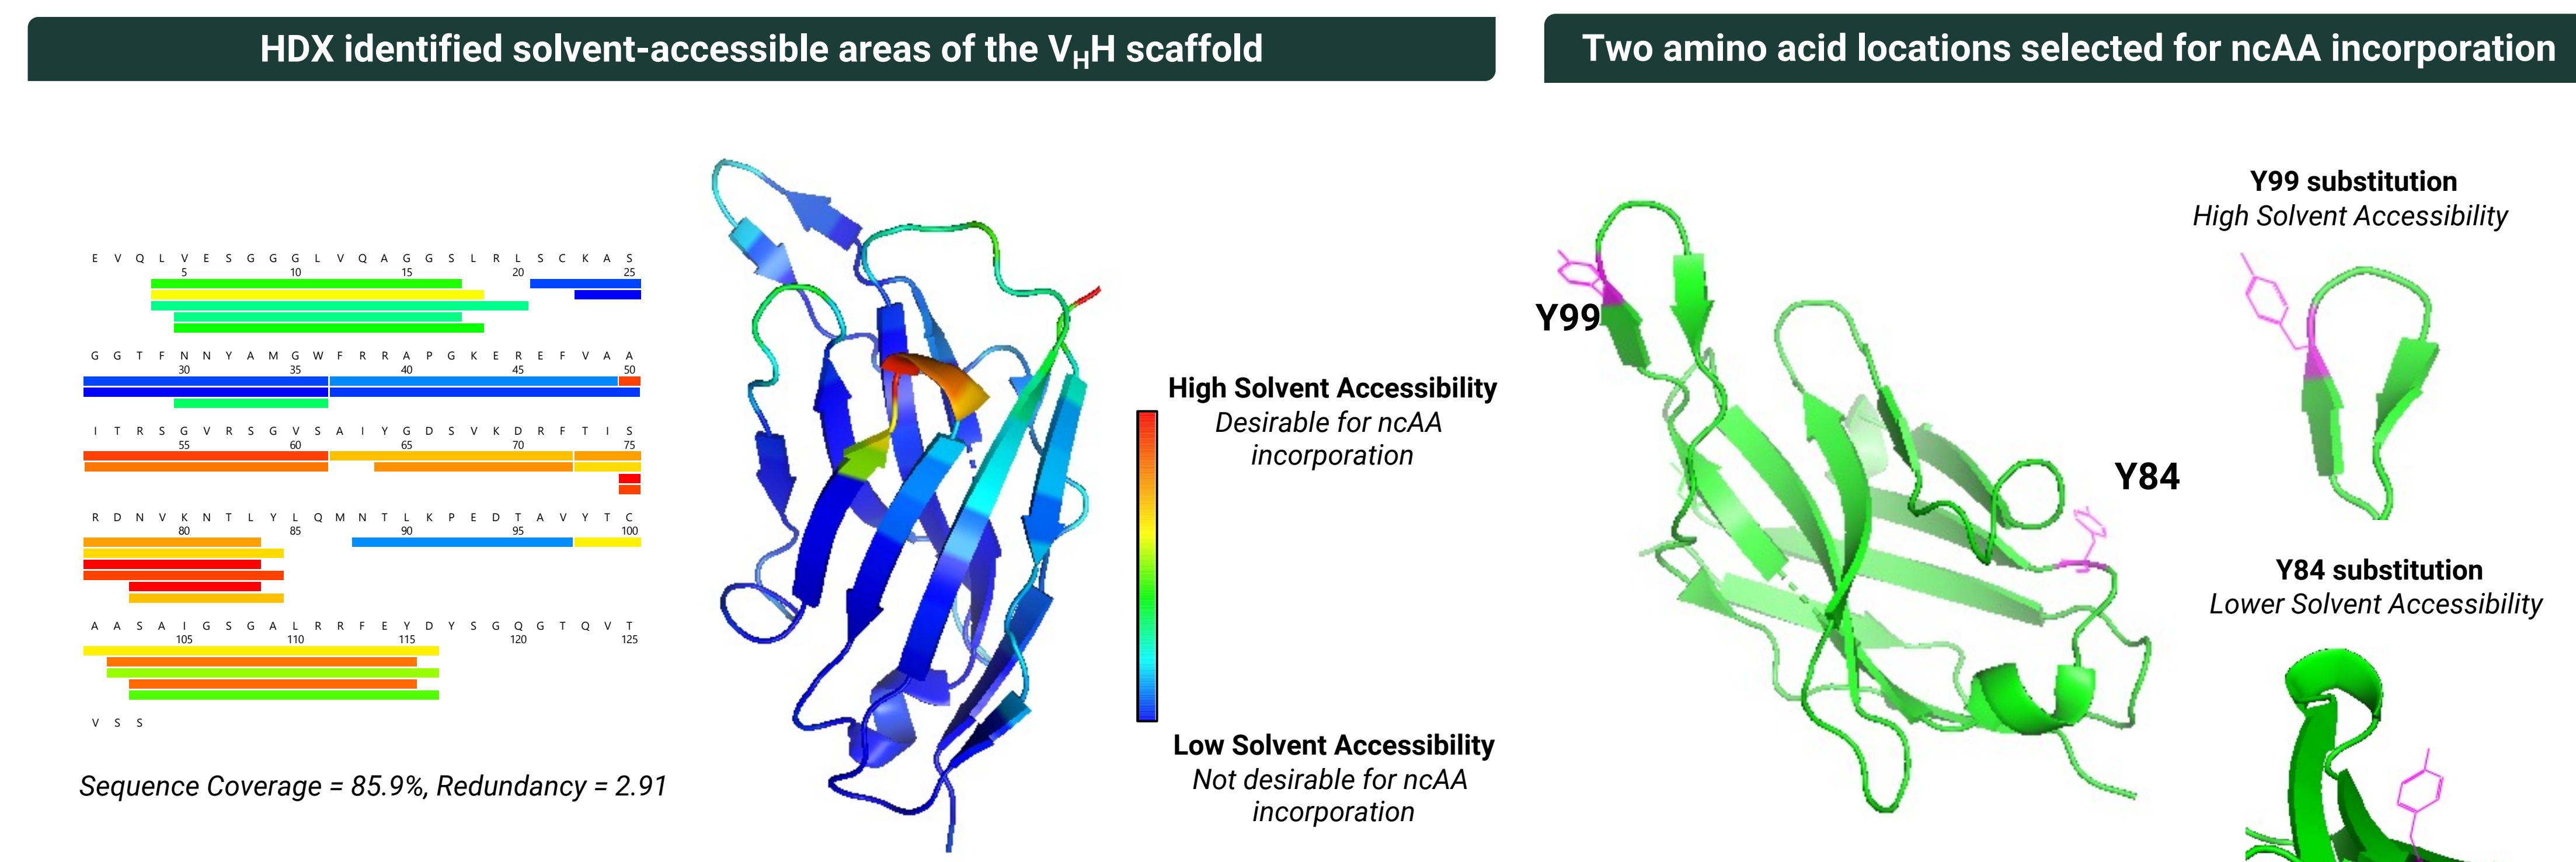 HDX identified solvent-accessible areas of the VHH scaffold
Two amino acid locations selected for ncAA incorporation
E V Q L V E S G G G L V Q A G G S L R L S C K A S
5 10 15 20 25
G G T F N N Y A M G W F R R A P G K E R E F V A A
30 35 40 45 50
I T R S G V R S G V S A I Y G D S V K D R F T I S
55 60 65 70 75
R D N V K N T L Y L Q M N T L K P E D T A V Y T C
80 85 90 95 100
A A S A I G S G A L R R F E Y D Y S G Q G T Q V T
105 110 115 120 125
V S S
Sequence Coverage = 85.9%, Redundancy = 2.91
High Solvent Accessibility
Desirable for ncAA
incorporation
Low Solvent Accessibility
Not desirable for ncAA
incorporation
Y99
Y84
Y99 substitution
High Solvent Accessibility
Y84 substitution
Lower Solvent Accessibility